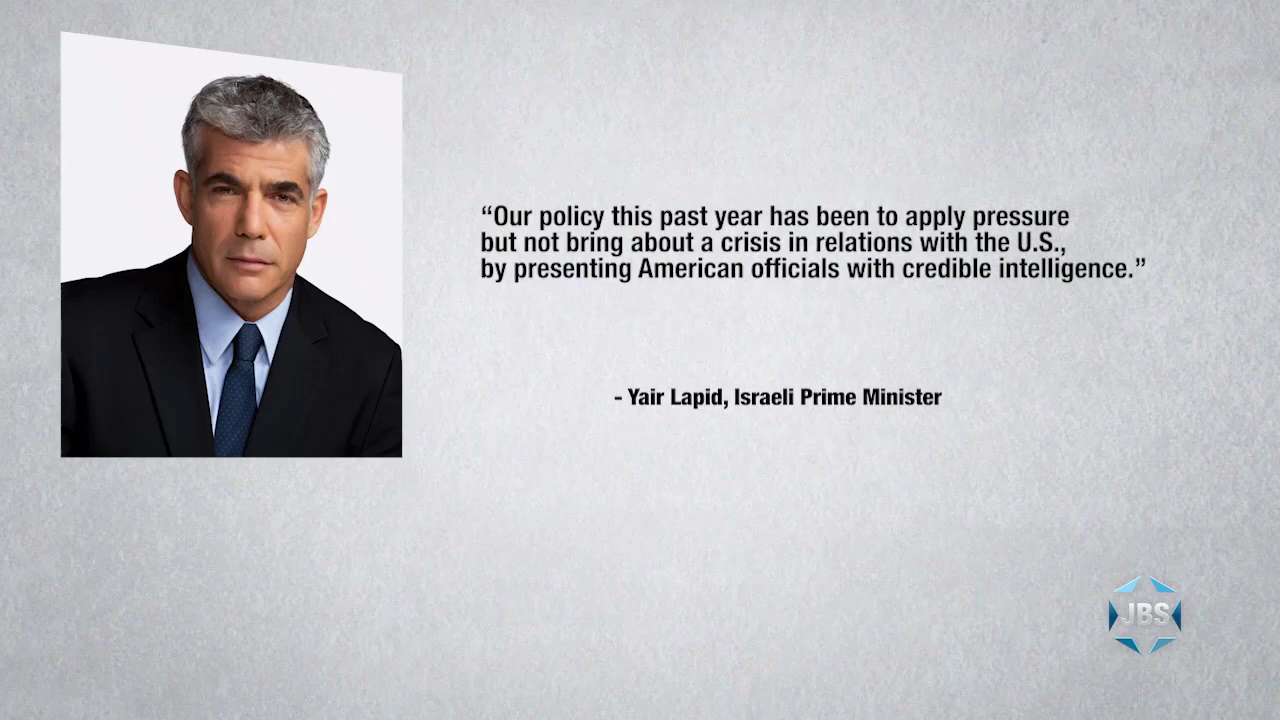 “Our policy this past year has been to apply pressure
but not bring about a crisis in relations with the U.S.,
by presenting American officials with credible intelligence.”
- Yair Lapid, Israeli Prime Minister
JBS